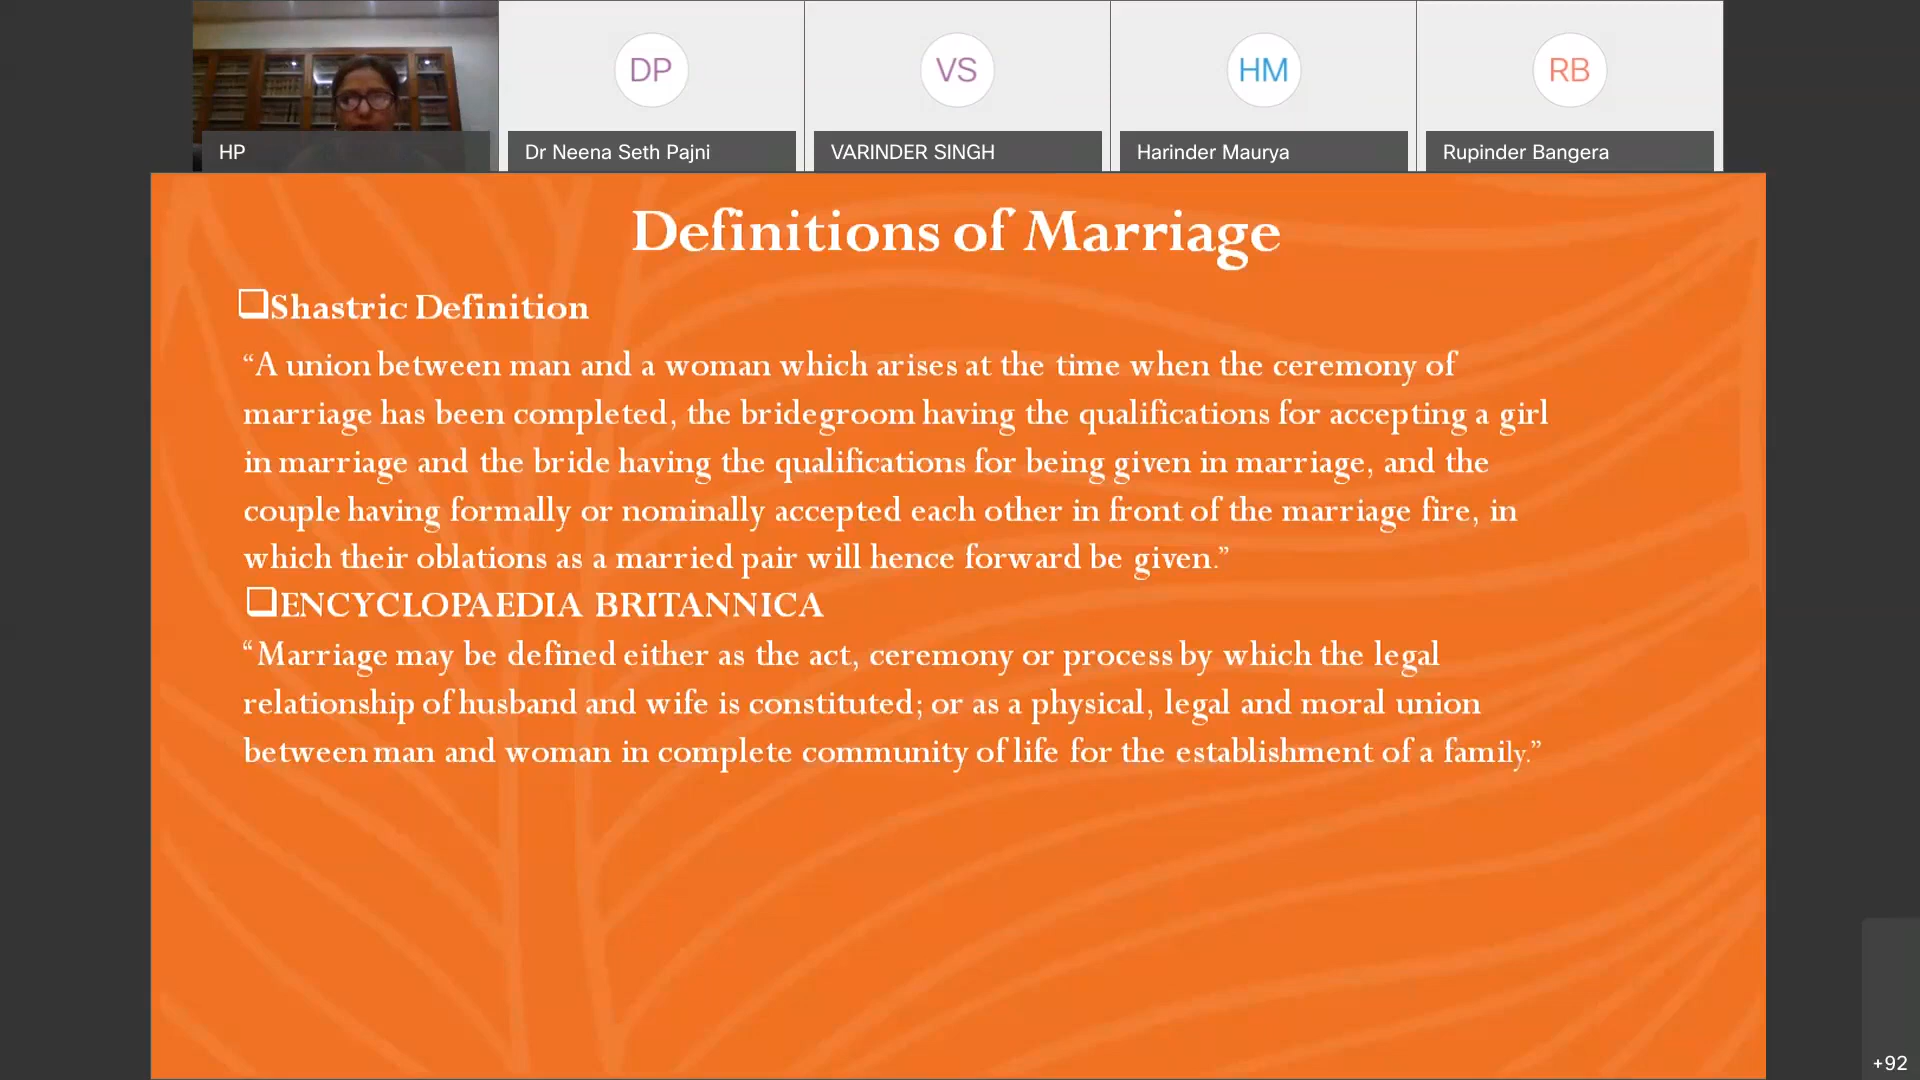 DP
VS
HM
RB
HP
Dr Neena Seth Pajni
VARINDER SINGH
Harinder Maurya
Rupinder Bangera
Definitions of Marriage
❑Shastric Definition
“A union between man and a woman which arises at the time when the ceremony of
marriage has been completed, the bridegroom having the qualifications for accepting a girl
in marriage and the bride having the qualifications for being given in marriage, and the
couple having formally or nominally accepted each other in front of the marriage fire, in
which their oblations as a married pair will hence forward be given.”
❑ENCYCLOPAEDIA BRITANNICA
“Marriage may be defined either as the act, ceremony or process by which the legal
relationship of husband and wife is constituted; or as a physical, legal and moral union
between man and woman in complete community of life for the establishment of a family.”
+92